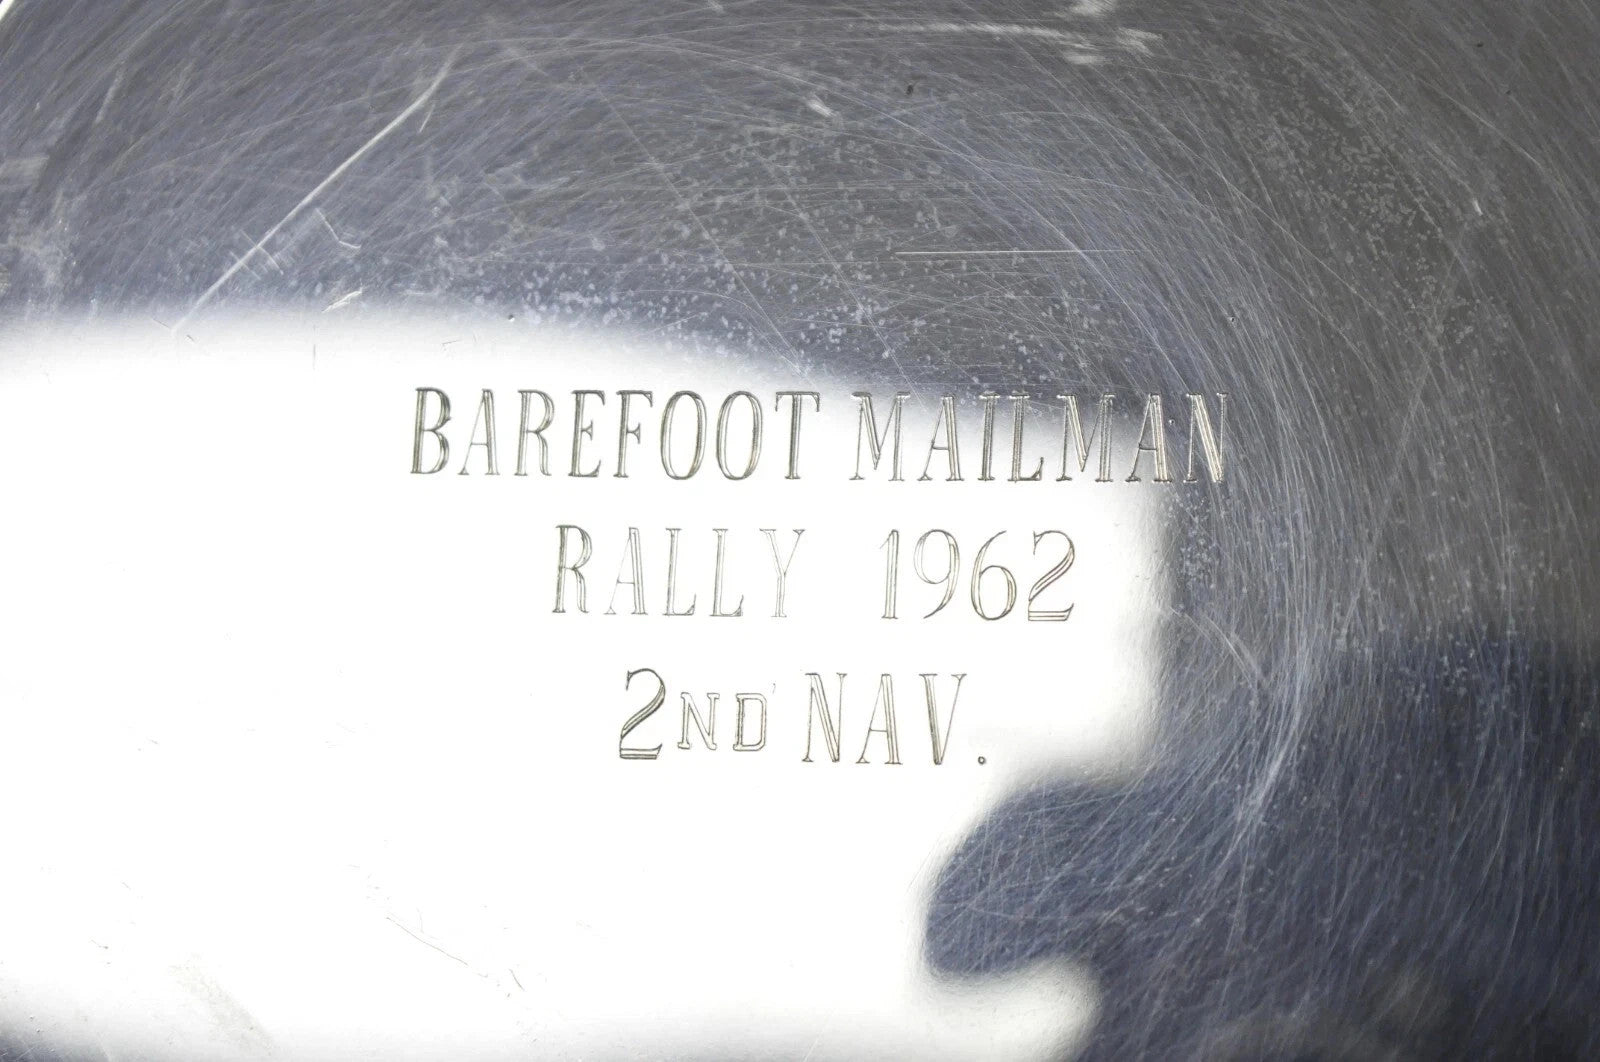 BAREFOOT MAILMAN
RALLY 1962
2ND NAV.